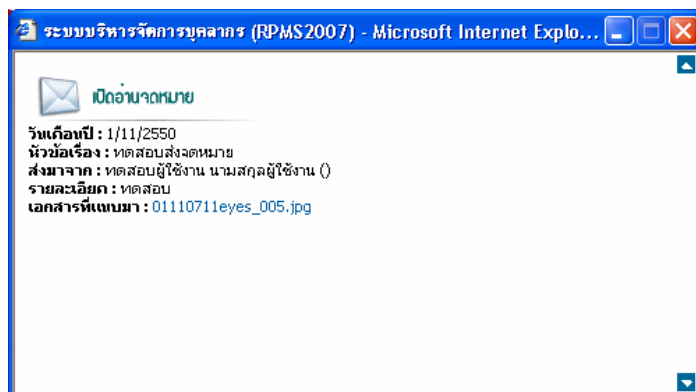 ระบบบริหารจัดการบุคลากร (RPMS2007) - Microsoft Internet Explo...
เปิดอ่านจดหมาย
วันเดือนปี : 1/11/2550
หัวข้อเรื่อง : ทดสอบส่งจดหมาย
ส่งมาจาก : ทดสอบผู้ใช้งาน นามสกุลผู้ใช้งาน ()
รายละเอียด : ทดสอบ
เอกสารที่แนบมา : 01110711eyes_005.jpg